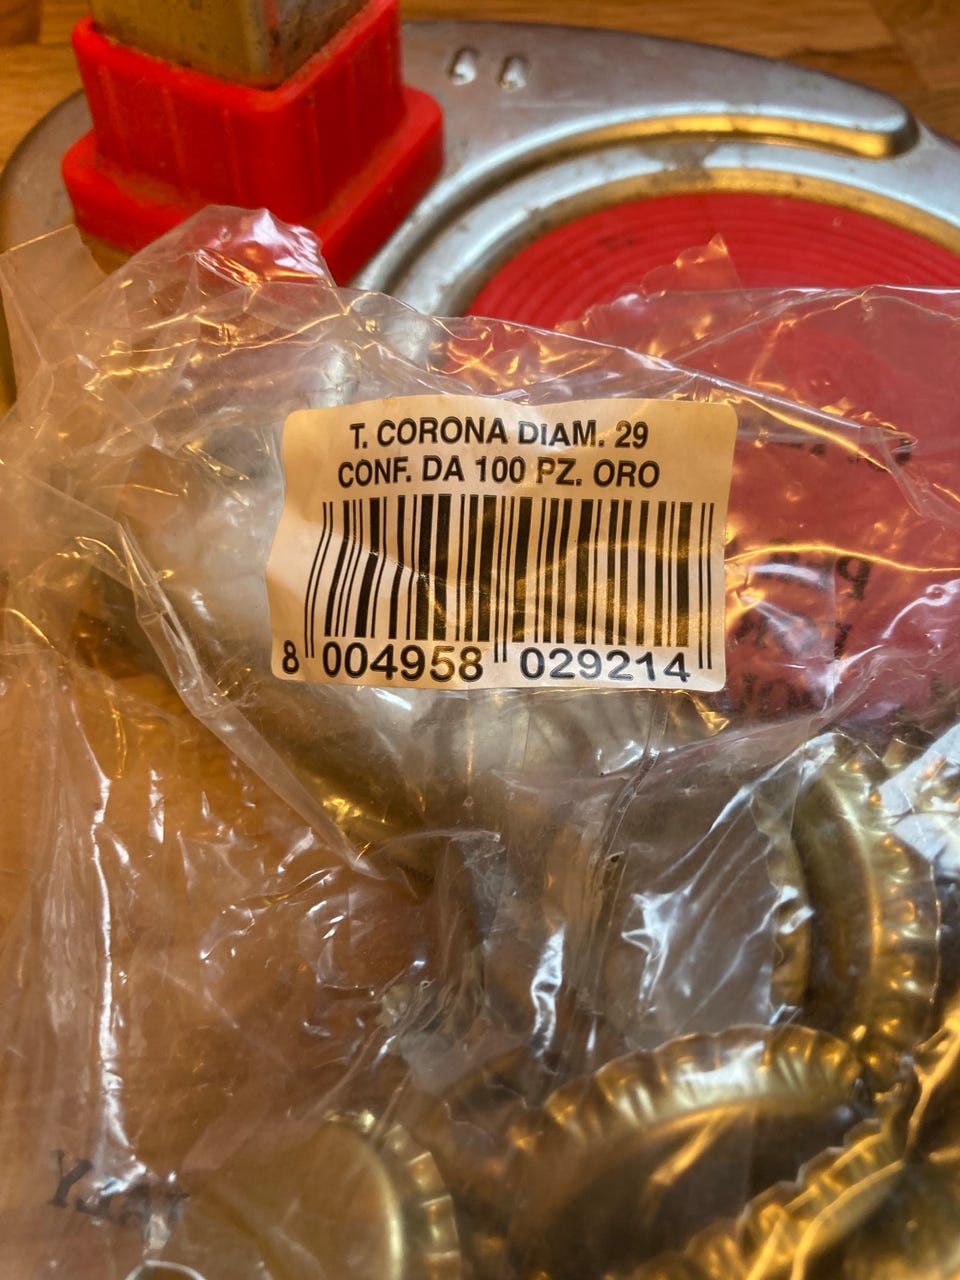 T. CORONA DIAM. 29
CONF. DA 100 PZ. ORO
8 004958 029214